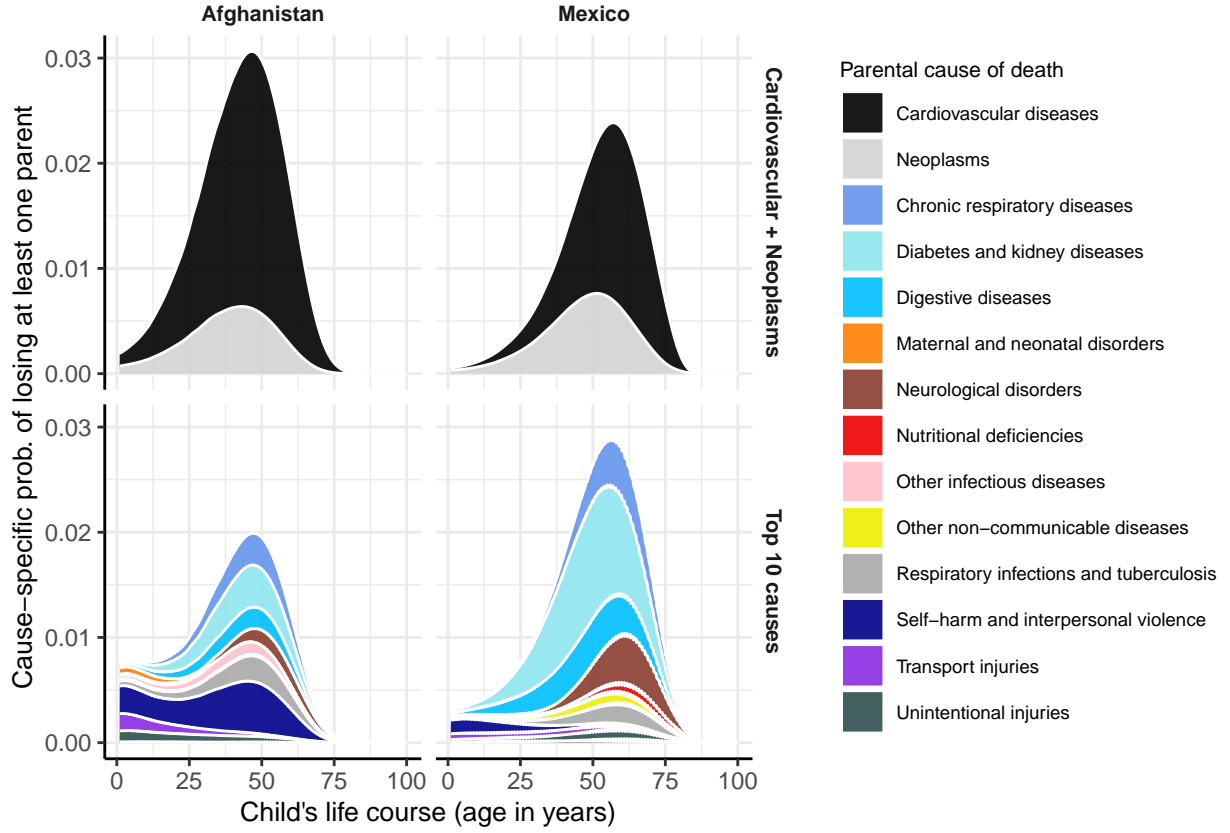 Afghanistan
Mexico
Cause−specific prob. of losing at least one parent
0.03
0.02
0.01
0.00
Cardiovascular + Neoplasms
0.03
0.02
0.01
0.00
Top 10 causes
0 25 50 75 100
0 25 50 75 100
Child's life course (age in years)
Parental cause of death
Cardiovascular diseases
Neoplasms
Chronic respiratory diseases
Diabetes and kidney diseases
Digestive diseases
Maternal and neonatal disorders
Neurological disorders
Nutritional deficiencies
Other infectious diseases
Other non−communicable diseases
Respiratory infections and tuberculosis
Self−harm and interpersonal violence
Transport injuries
Unintentional injuries